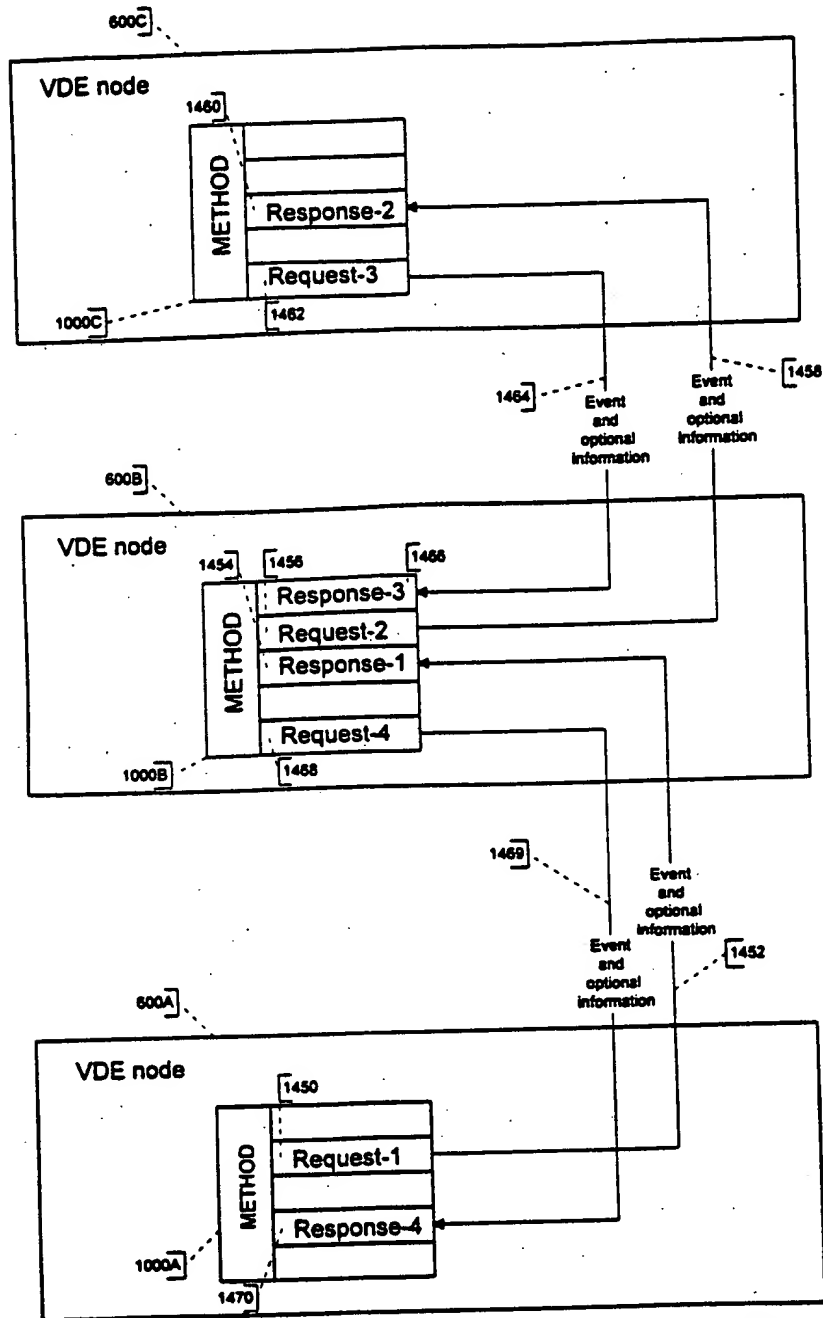 600C
VDE node
1460
METHOD
Response-2
Request-3
1000C
1462
1464
Event
and
optional
information
1458
Event
and
optional
information
600B
VDE node
1454
1456
1466
METHOD
Response-3
Request-2
Response-1
Request-4
1000B
1468
1469
Event
and
optional
information
Event
and
optional
information
1452
600A
VDE node
1450
METHOD
Request-1
Response-4
1000A
1470